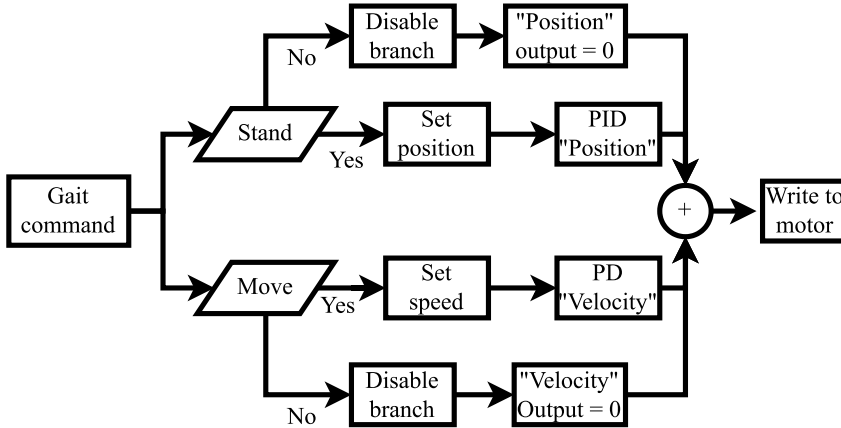 Disable
branch
"Position"
output = 0
No
Stand
Yes
Set
position
PID
"Position"
Gait
command
+
Write to
motor
Move
Yes
Set
speed
PD
"Velocity"
No
Disable
branch
"Velocity"
Output = 0